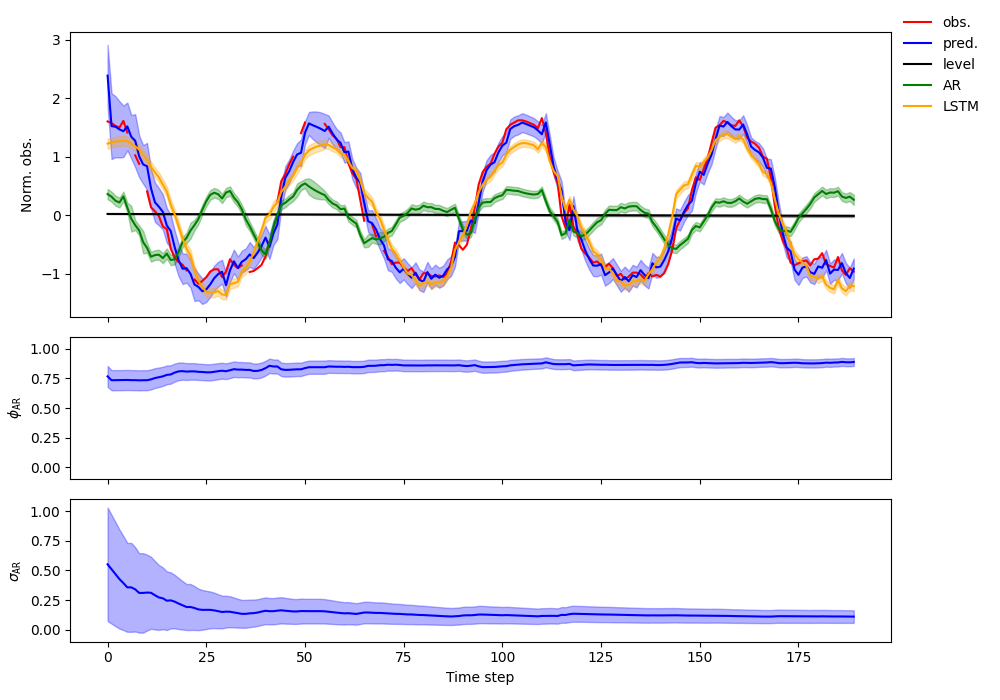 obs.
pred.
level
AR
LSTM
Norm. obs.
3
2
1
0
−1
ϕAR
1.00
0.75
0.50
0.25
0.00
σAR
1.00
0.75
0.50
0.25
0.00
0 25 50 75 100 125 150 175
Time step